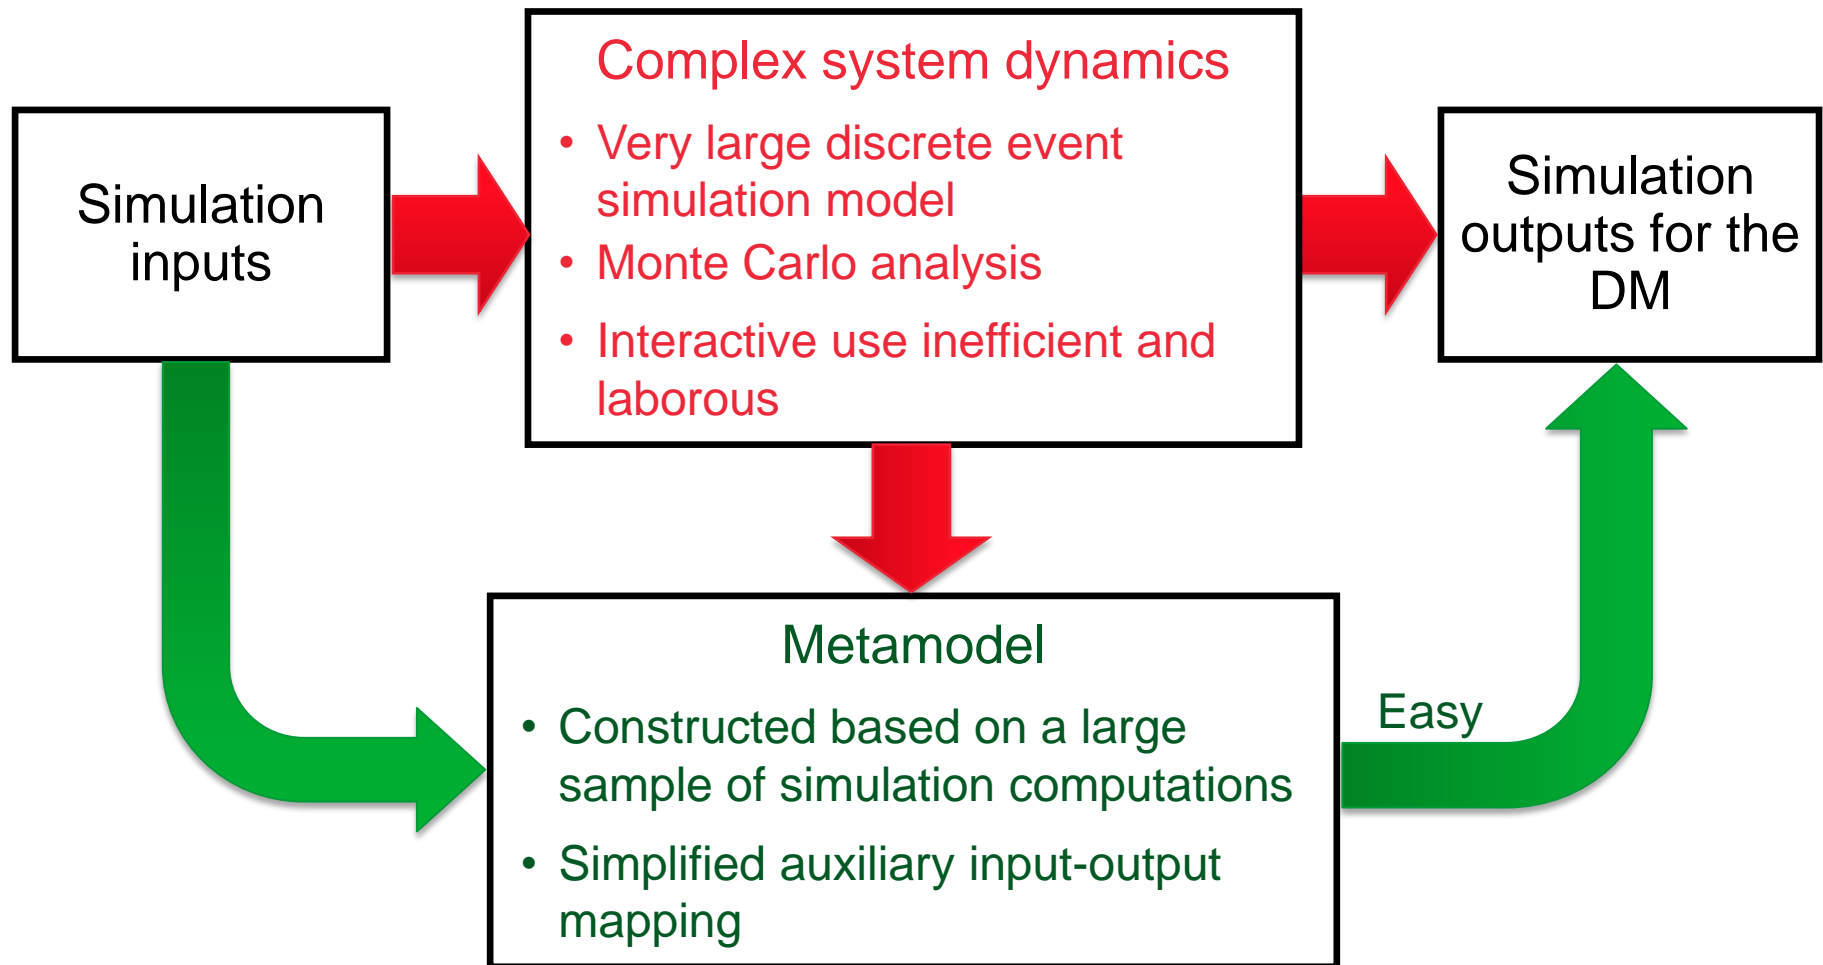 Complex system dynamics
• Very large discrete event
simulation model
• Monte Carlo analysis
• Interactive use inefficient and
laborous
Simulation
inputs
Simulation
outputs for the
DM
Metamodel
• Constructed based on a large
sample of simulation computations
• Simplified auxiliary input-output
mapping
Easy